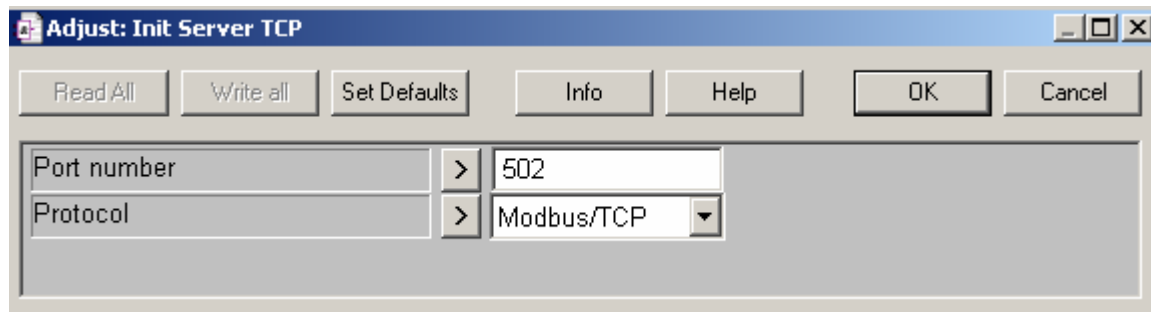 Adjust: Init Server TCP
Read All Write all Set Defaults Info Help OK Cancel
Port number > 502
Protocol > Modbus/TCP